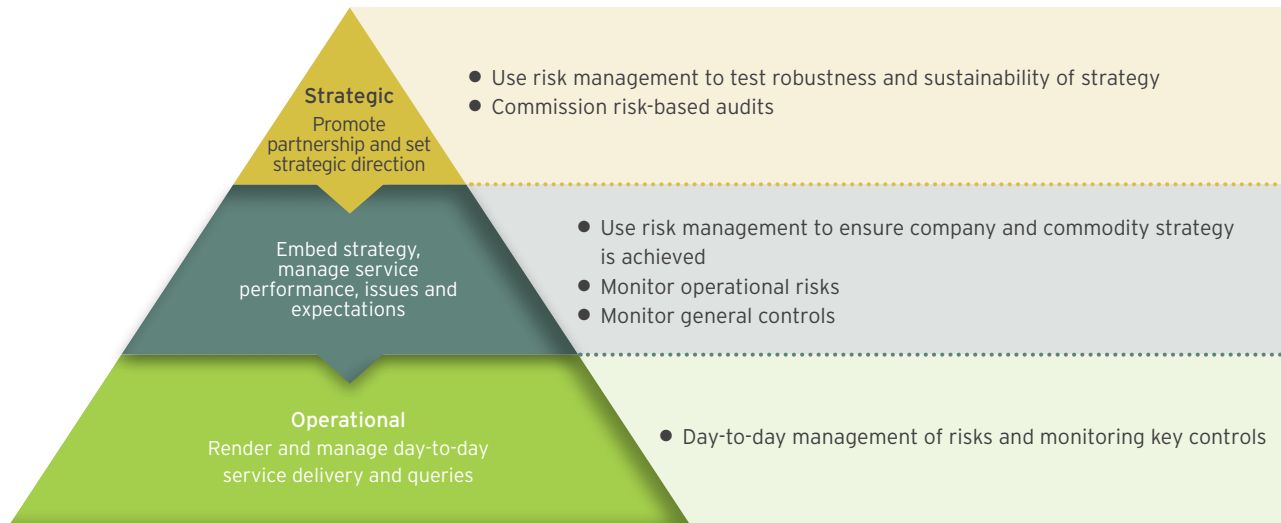 Strategic
Promote
partnership and set
strategic direction
● Use risk management to test robustness and sustainability of strategy
● Commission risk-based audits
Embed strategy,
manage service
performance, issues and
expectations
● Use risk management to ensure company and commodity strategy
is achieved
● Monitor operational risks
● Monitor general controls
Operational
Render and manage day-to-day
service delivery and queries
● Day-to-day management of risks and monitoring key controls